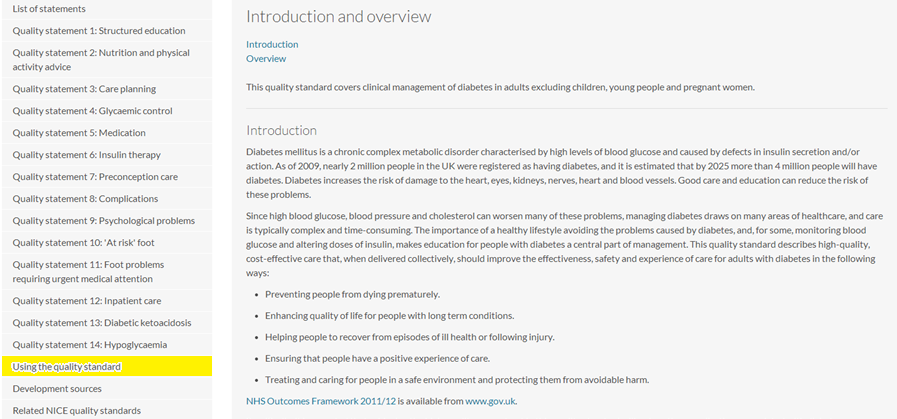 List of statements
Quality statement 1: Structured education
Quality statement 2: Nutrition and physical
activity advice
Quality statement 3: Care planning
Quality statement 4: Glycaemic control
Quality statement 5: Medication
Quality statement 6: Insulin therapy
Quality statement 7: Preconception care
Quality statement 8: Complications
Quality statement 9: Psychological problems
Quality statement 10: 'At risk' foot
Quality statement 11: Foot problems
requiring urgent medical attention
Quality statement 12: Inpatient care
Quality statement 13: Diabetic ketoacidosis
Quality statement 14: Hypoglycaemia
Using the quality standard
Development sources
Related NICE quality standards
Introduction and overview
Introduction
Overview
This quality standard covers clinical management of diabetes in adults excluding children, young people and pregnant women.
Introduction
Diabetes mellitus is a chronic complex metabolic disorder characterised by high levels of blood glucose and caused by defects in insulin secretion and/or
action. As of 2009, nearly 2 million people in the UK were registered as having diabetes, and it is estimated that by 2025 more than 4 million people will have
diabetes. Diabetes increases the risk of damage to the heart, eyes, kidneys, nerves, heart and blood vessels. Good care and education can reduce the risk of
these problems.
Since high blood glucose, blood pressure and cholesterol can worsen many of these problems, managing diabetes draws on many areas of healthcare, and care
is typically complex and time-consuming. The importance of a healthy lifestyle avoiding the problems caused by diabetes, and, for some, monitoring blood
glucose and altering doses of insulin, makes education for people with diabetes a central part of management. This quality standard describes high-quality,
cost-effective care that, when delivered collectively, should improve the effectiveness, safety and experience of care for adults with diabetes in the following
ways:
• Preventing people from dying prematurely.
• Enhancing quality of life for people with long term conditions.
• Helping people to recover from episodes of ill health or following injury.
• Ensuring that people have a positive experience of care.
• Treating and caring for people in a safe environment and protecting them from avoidable harm.
NHS Outcomes Framework 2011/12 is available from www.gov.uk.